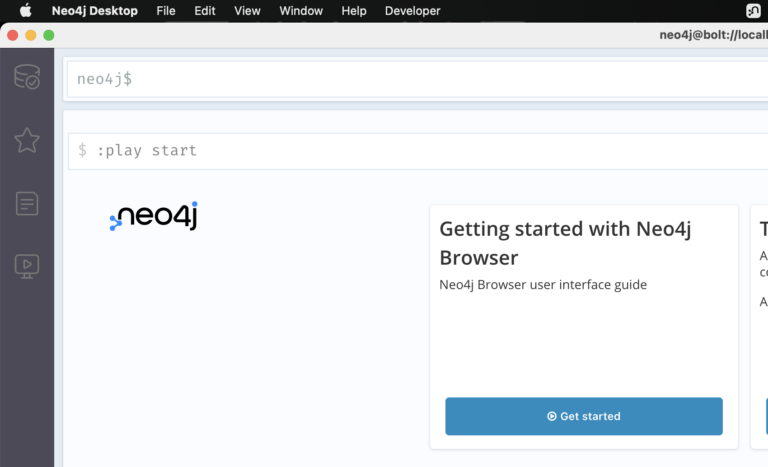 Neo4j Desktop File Edit View Window Help Developer
neo4j@bolt://locall
neo4j$
$ :play start
neo4j
Getting started with Neo4j
Browser
Neo4j Browser user interface guide
Get started
T
A
co
A